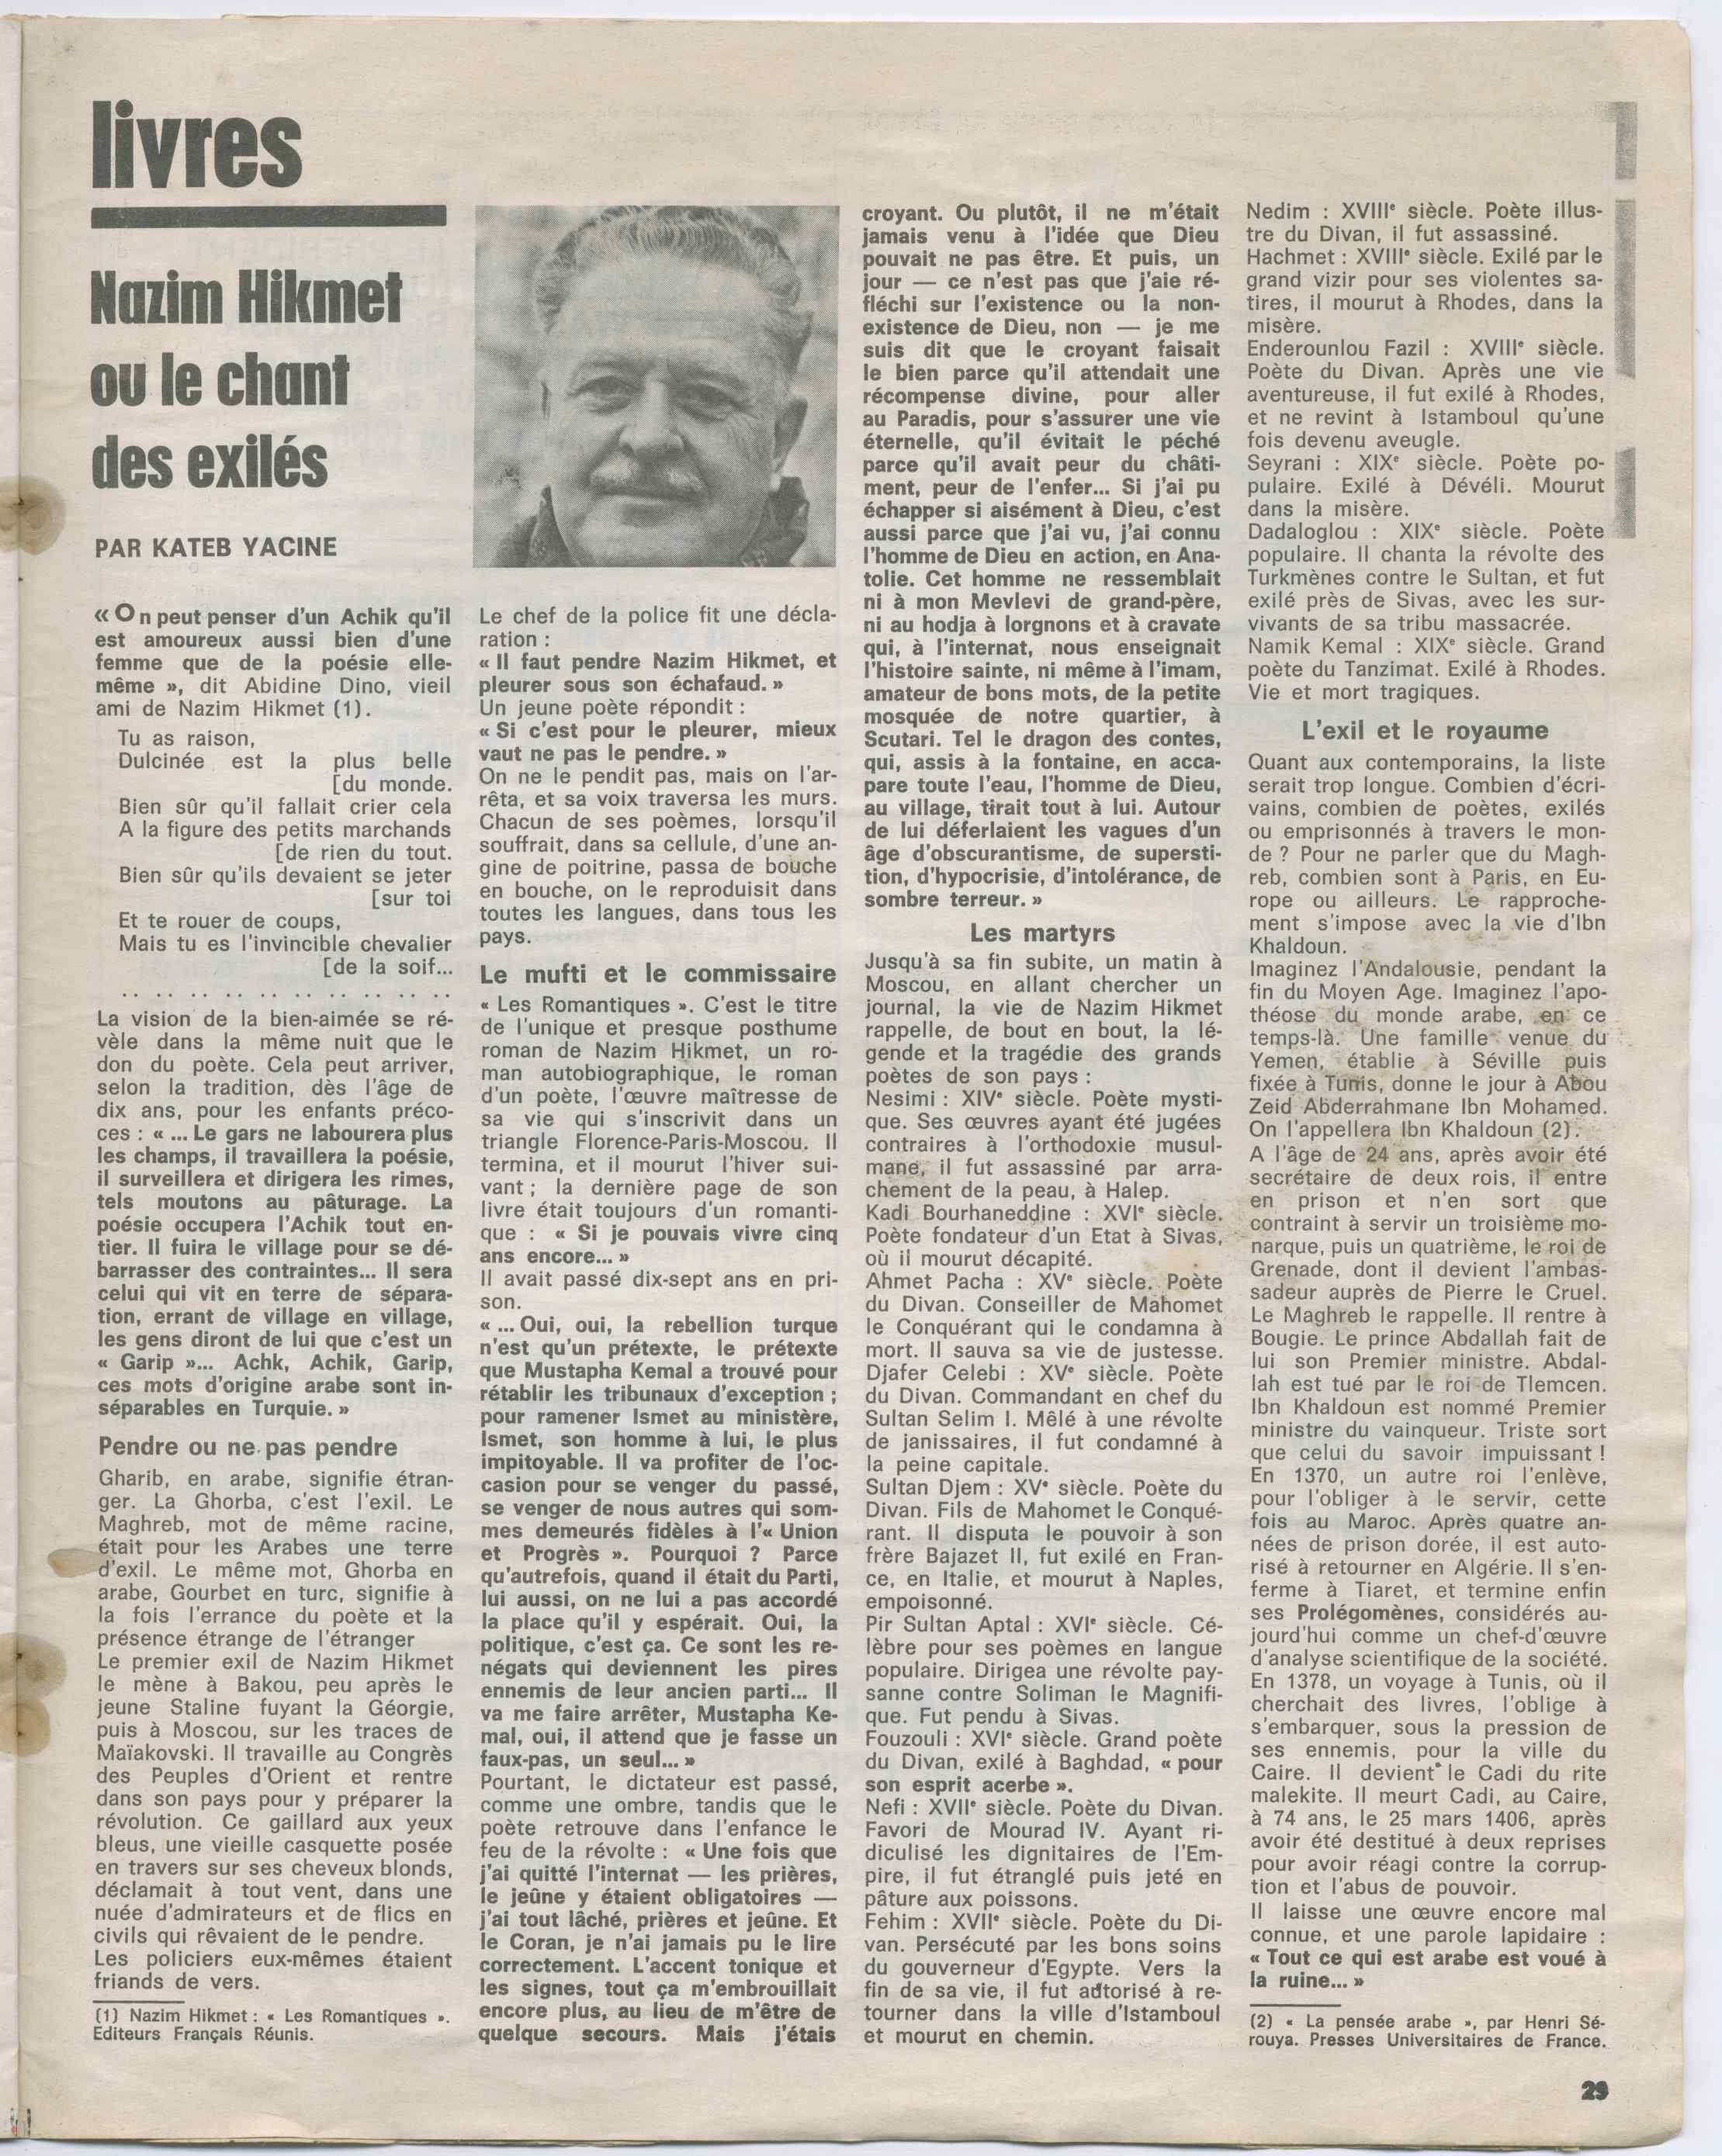 livres
Nazim Hikmet
ou le chant
des exilés
PAR KATEB YACINE
« On peut penser d'un Achik qu'il
est amoureux aussi bien d'une
femme que de la poésie elle-
même », dit Abidine Dino, vieil
ami de Nazim Hikmet (1).
Tu as raison,
Dulcinée est la plus belle
[du monde.
Bien sûr qu'il fallait crier cela
A la figure des petits marchands
[de rien du tout.
Bien sûr qu'ils devaient se jeter
[sur toi
Et te rouer de coups,
Mais tu es l'invincible chevalier
[de la soif...
.. .. .. .. .. .. .. .. .. .. .. .. .. ..
La vision de la bien-aimée se ré-
vèle dans la même nuit que le
don du poète. Cela peut arriver,
selon la tradition, dès l'âge de
dix ans, pour les enfants préco-
ces : « ... Le gars ne labourera plus
les champs, il travaillera la poésie,
il surveillera et dirigera les rimes,
tels moutons au pâturage. La
poésie occupera l'Achik tout en-
tier. Il fuira le village pour se dé-
barrasser des contraintes... Il sera
celui qui vit en terre de sépara-
tion, errant de village en village,
les gens diront de lui que c'est un
« Garip »... Achk, Achik, Garip,
ces mots d'origine arabe sont in-
séparables en Turquie. »
Pendre ou ne pas pendre
Gharib, en arabe, signifie étran-
ger. La Ghorba, c'est l'exil. Le
Maghreb, mot de même racine,
était pour les Arabes une terre
d'exil. Le même mot, Ghorba en
arabe, Gourbet en turc, signifie à
la fois l'errance du poète et la
présence étrange de l'étranger
Le premier exil de Nazim Hikmet
le mène à Bakou, peu après le
jeune Staline fuyant la Géorgie,
puis à Moscou, sur les traces de
Maïakovski. Il travaille au Congrès
des Peuples d'Orient et rentre
dans son pays pour y préparer la
révolution. Ce gaillard aux yeux
bleus, une vieille casquette posée
en travers sur ses cheveux blonds,
déclamait à tout vent, dans une
nuée d'admirateurs et de flics en
civils qui rêvaient de le pendre.
Les policiers eux-mêmes étaient
friands de vers.
(1) Nazim Hikmet : « Les Romantiques ».
Editeurs Français Réunis.
Le chef de la police fit une décla-
ration :
« Il faut pendre Nazim Hikmet, et
pleurer sous son échafaud. »
Un jeune poète répondit :
« Si c'est pour le pleurer, mieux
vaut ne pas le pendre. »
On ne le pendit pas, mais on l'ar-
rêta, et sa voix traversa les murs.
Chacun de ses poèmes, lorsqu'il
souffrait, dans sa cellule, d'une an-
gine de poitrine, passa de bouche
en bouche, on le reproduisit dans
toutes les langues, dans tous les
pays.
Le mufti et le commissaire
« Les Romantiques ». C'est le titre
de l'unique et presque posthume
roman de Nazim Hikmet, un ro-
man autobiographique, le roman
d'un poète, l'œuvre maîtresse de
sa vie qui s'inscrivit dans un
triangle Florence-Paris-Moscou. Il
termina, et il mourut l'hiver sui-
vant ; la dernière page de son
livre était toujours d'un romanti-
que : « Si je pouvais vivre cinq
ans encore... »
Il avait passé dix-sept ans en pri-
son.
« ... Oui, oui, la rebellion turque
n'est qu'un prétexte, le prétexte
que Mustapha Kemal a trouvé pour
rétablir les tribunaux d'exception ;
pour ramener Ismet au ministère,
Ismet, son homme à lui, le plus
impitoyable. Il va profiter de l'oc-
casion pour se venger du passé,
se venger de nous autres qui som-
mes demeurés fidèles à l'« Union
et Progrès ». Pourquoi ? Parce
qu'autrefois, quand il était du Parti,
lui aussi, on ne lui a pas accordé
la place qu'il y espérait. Oui, la
politique, c'est ça. Ce sont les re-
négats qui deviennent les pires
ennemis de leur ancien parti... Il
va me faire arrêter, Mustapha Ke-
mal, oui, il attend que je fasse un
faux-pas, un seul... »
Pourtant, le dictateur est passé,
comme une ombre, tandis que le
poète retrouve dans l'enfance le
feu de la révolte : « Une fois que
j'ai quitté l'internat — les prières,
le jeûne y étaient obligatoires —
j'ai tout lâché, prières et jeûne. Et
le Coran, je n'ai jamais pu le lire
correctement. L'accent tonique et
les signes, tout ça m'embrouillait
encore plus, au lieu de m'être de
quelque secours. Mais j'étais
croyant. Ou plutôt, il ne m'était
jamais venu à l'idée que Dieu
pouvait ne pas être. Et puis, un
jour — ce n'est pas que j'aie ré-
fléchi sur l'existence ou la non-
existence de Dieu, non — je me
suis dit que le croyant faisait
le bien parce qu'il attendait une
récompense divine, pour aller
au Paradis, pour s'assurer une vie
éternelle, qu'il évitait le péché
parce qu'il avait peur du châti-
ment, peur de l'enfer... Si j'ai pu
échapper si aisément à Dieu, c'est
aussi parce que j'ai vu, j'ai connu
l'homme de Dieu en action, en Ana-
tolie. Cet homme ne ressemblait
ni à mon Mevlevi de grand-père,
ni au hodja à lorgnons et à cravate
qui, à l'internat, nous enseignait
l'histoire sainte, ni même à l'imam,
amateur de bons mots, de la petite
mosquée de notre quartier, à
Scutari. Tel le dragon des contes,
qui, assis à la fontaine, en acca-
pare toute l'eau, l'homme de Dieu,
au village, tirait tout à lui. Autour
de lui déferlaient les vagues d'un
âge d'obscurantisme, de supersti-
tion, d'hypocrisie, d'intolérance, de
sombre terreur. »
Les martyrs
Jusqu'à sa fin subite, un matin à
Moscou, en allant chercher un
journal, la vie de Nazim Hikmet
rappelle, de bout en bout, la lé-
gende et la tragédie des grands
poètes de son pays :
Nesimi : XIVe siècle. Poète mysti-
que. Ses œuvres ayant été jugées
contraires à l'orthodoxie musul-
mane, il fut assassiné par arra-
chement de la peau, à Halep.
Kadi Bourhaneddine : XVIe siècle.
Poète fondateur d'un Etat à Sivas,
où il mourut décapité.
Ahmet Pacha : XVe siècle. Poète
du Divan. Conseiller de Mahomet
le Conquérant qui le condamna à
mort. Il sauva sa vie de justesse.
Djafer Celebi : XVe siècle. Poète
du Divan. Commandant en chef du
Sultan Selim I. Mêlé à une révolte
de janissaires, il fut condamné à
la peine capitale.
Sultan Djem : XVe siècle. Poète du
Divan. Fils de Mahomet le Conqué-
rant. Il disputa le pouvoir à son
frère Bajazet II, fut exilé en Fran-
ce, en Italie, et mourut à Naples,
empoisonné.
Pir Sultan Aptal : XVIe siècle. Cé-
lèbre pour ses poèmes en langue
populaire. Dirigea une révolte pay-
sanne contre Soliman le Magnifi-
que. Fut pendu à Sivas.
Fouzouli : XVIe siècle. Grand poète
du Divan, exilé à Baghdad, « pour
son esprit acerbe ».
Nefi : XVIIe siècle. Poète du Divan.
Favori de Mourad IV. Ayant ri-
diculisé les dignitaires de l'Em-
pire, il fut étranglé puis jeté en
pâture aux poissons.
Fehim : XVIIe siècle. Poète du Di-
van. Persécuté par les bons soins
du gouverneur d'Egypte. Vers la
fin de sa vie, il fut autorisé à re-
tourner dans la ville d'Istamboul
et mourut en chemin.
Nedim : XVIIIe siècle. Poète illus-
tre du Divan, il fut assassiné.
Hachmet : XVIIIe siècle. Exilé par le
grand vizir pour ses violentes sa-
tires, il mourut à Rhodes, dans la
misère.
Enderounlou Fazil : XVIIIe siècle.
Poète du Divan. Après une vie
aventureuse, il fut exilé à Rhodes,
et ne revint à Istamboul qu'une
fois devenu aveugle.
Seyrani : XIXe siècle. Poète po-
pulaire. Exilé à Dévéli. Mourut
dans la misère.
Dadaloglou : XIXe siècle. Poète
populaire. Il chanta la révolte des
Turkmènes contre le Sultan, et fut
exilé près de Sivas, avec les sur-
vivants de sa tribu massacrée.
Namik Kemal : XIXe siècle. Grand
poète du Tanzimat. Exilé à Rhodes.
Vie et mort tragiques.
L'exil et le royaume
Quant aux contemporains, la liste
serait trop longue. Combien d'écri-
vains, combien de poètes, exilés
ou emprisonnés à travers le mon-
de ? Pour ne parler que du Magh-
reb, combien sont à Paris, en Eu-
rope ou ailleurs. Le rapproche-
ment s'impose avec la vie d'Ibn
Khaldoun.
Imaginez l'Andalousie, pendant la
fin du Moyen Age. Imaginez l'apo-
théose du monde arabe, en ce
temps-là. Une famille venue du
Yemen, établie à Séville puis
fixée à Tunis, donne le jour à Abou
Zeid Abderrahmane Ibn Mohamed.
On l'appellera Ibn Khaldoun (2).
A l'âge de 24 ans, après avoir été
secrétaire de deux rois, il entre
en prison et n'en sort que
contraint à servir un troisième mo-
narque, puis un quatrième, le roi de
Grenade, dont il devient l'ambas-
sadeur auprès de Pierre le Cruel.
Le Maghreb le rappelle. Il rentre à
Bougie. Le prince Abdallah fait de
lui son Premier ministre. Abdal-
lah est tué par le roi de Tlemcen.
Ibn Khaldoun est nommé Premier
ministre du vainqueur. Triste sort
que celui du savoir impuissant !
En 1370, un autre roi l'enlève,
pour l'obliger à le servir, cette
fois au Maroc. Après quatre an-
nées de prison dorée, il est auto-
risé à retourner en Algérie. Il s'en-
ferme à Tiaret, et termine enfin
ses Prolégomènes, considérés au-
jourd'hui comme un chef-d'œuvre
d'analyse scientifique de la société.
En 1378, un voyage à Tunis, où il
cherchait des livres, l'oblige à
s'embarquer, sous la pression de
ses ennemis, pour la ville du
Caire. Il devient le Cadi du rite
malekite. Il meurt Cadi, au Caire,
à 74 ans, le 25 mars 1406, après
avoir été destitué à deux reprises
pour avoir réagi contre la corrup-
tion et l'abus de pouvoir.
Il laisse une œuvre encore mal
connue, et une parole lapidaire :
« Tout ce qui est arabe est voué à
la ruine... »
(2) « La pensée arabe », par Henri Sé-
rouya. Presses Universitaires de France.
29